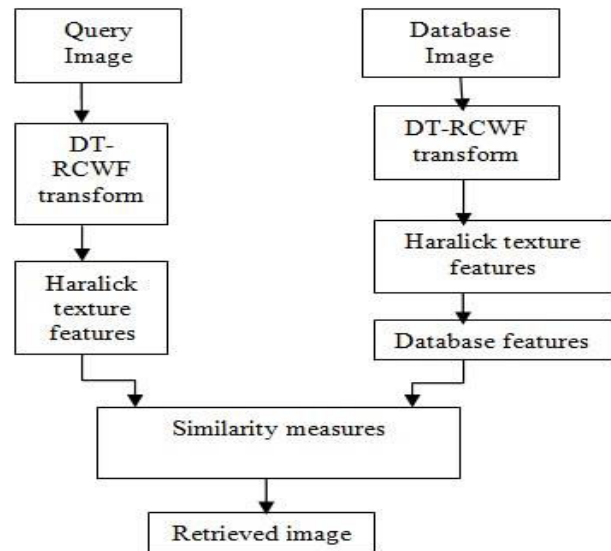 Query
Image
DT-
RCWF
transform
Haralick
texture
features
Database
Image
DT-RCWF
transform
Haralick texture
features
Database features
Similarity measures
Retrieved image